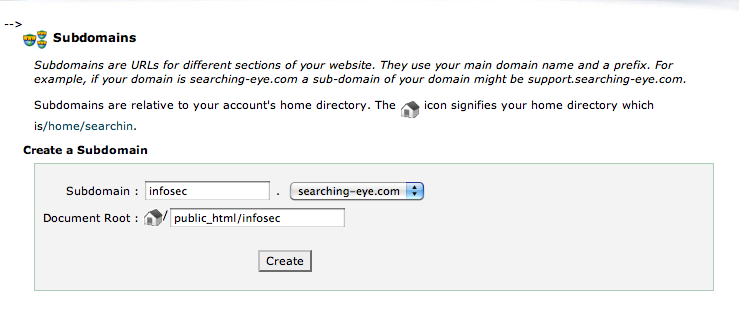 -->
Subdomains
Subdomains are URLs for different sections of your website. They use your main domain name and a prefix. For
example, if your domain is searching-eye.com a sub-domain of your domain might be support.searching-eye.com.
Subdomains are relative to your account's home directory. The icon signifies your home directory which
is/home/searchin.
Create a Subdomain
Subdomain : infosec . searching-eye.com
Document Root : / public_html/infosec
Create